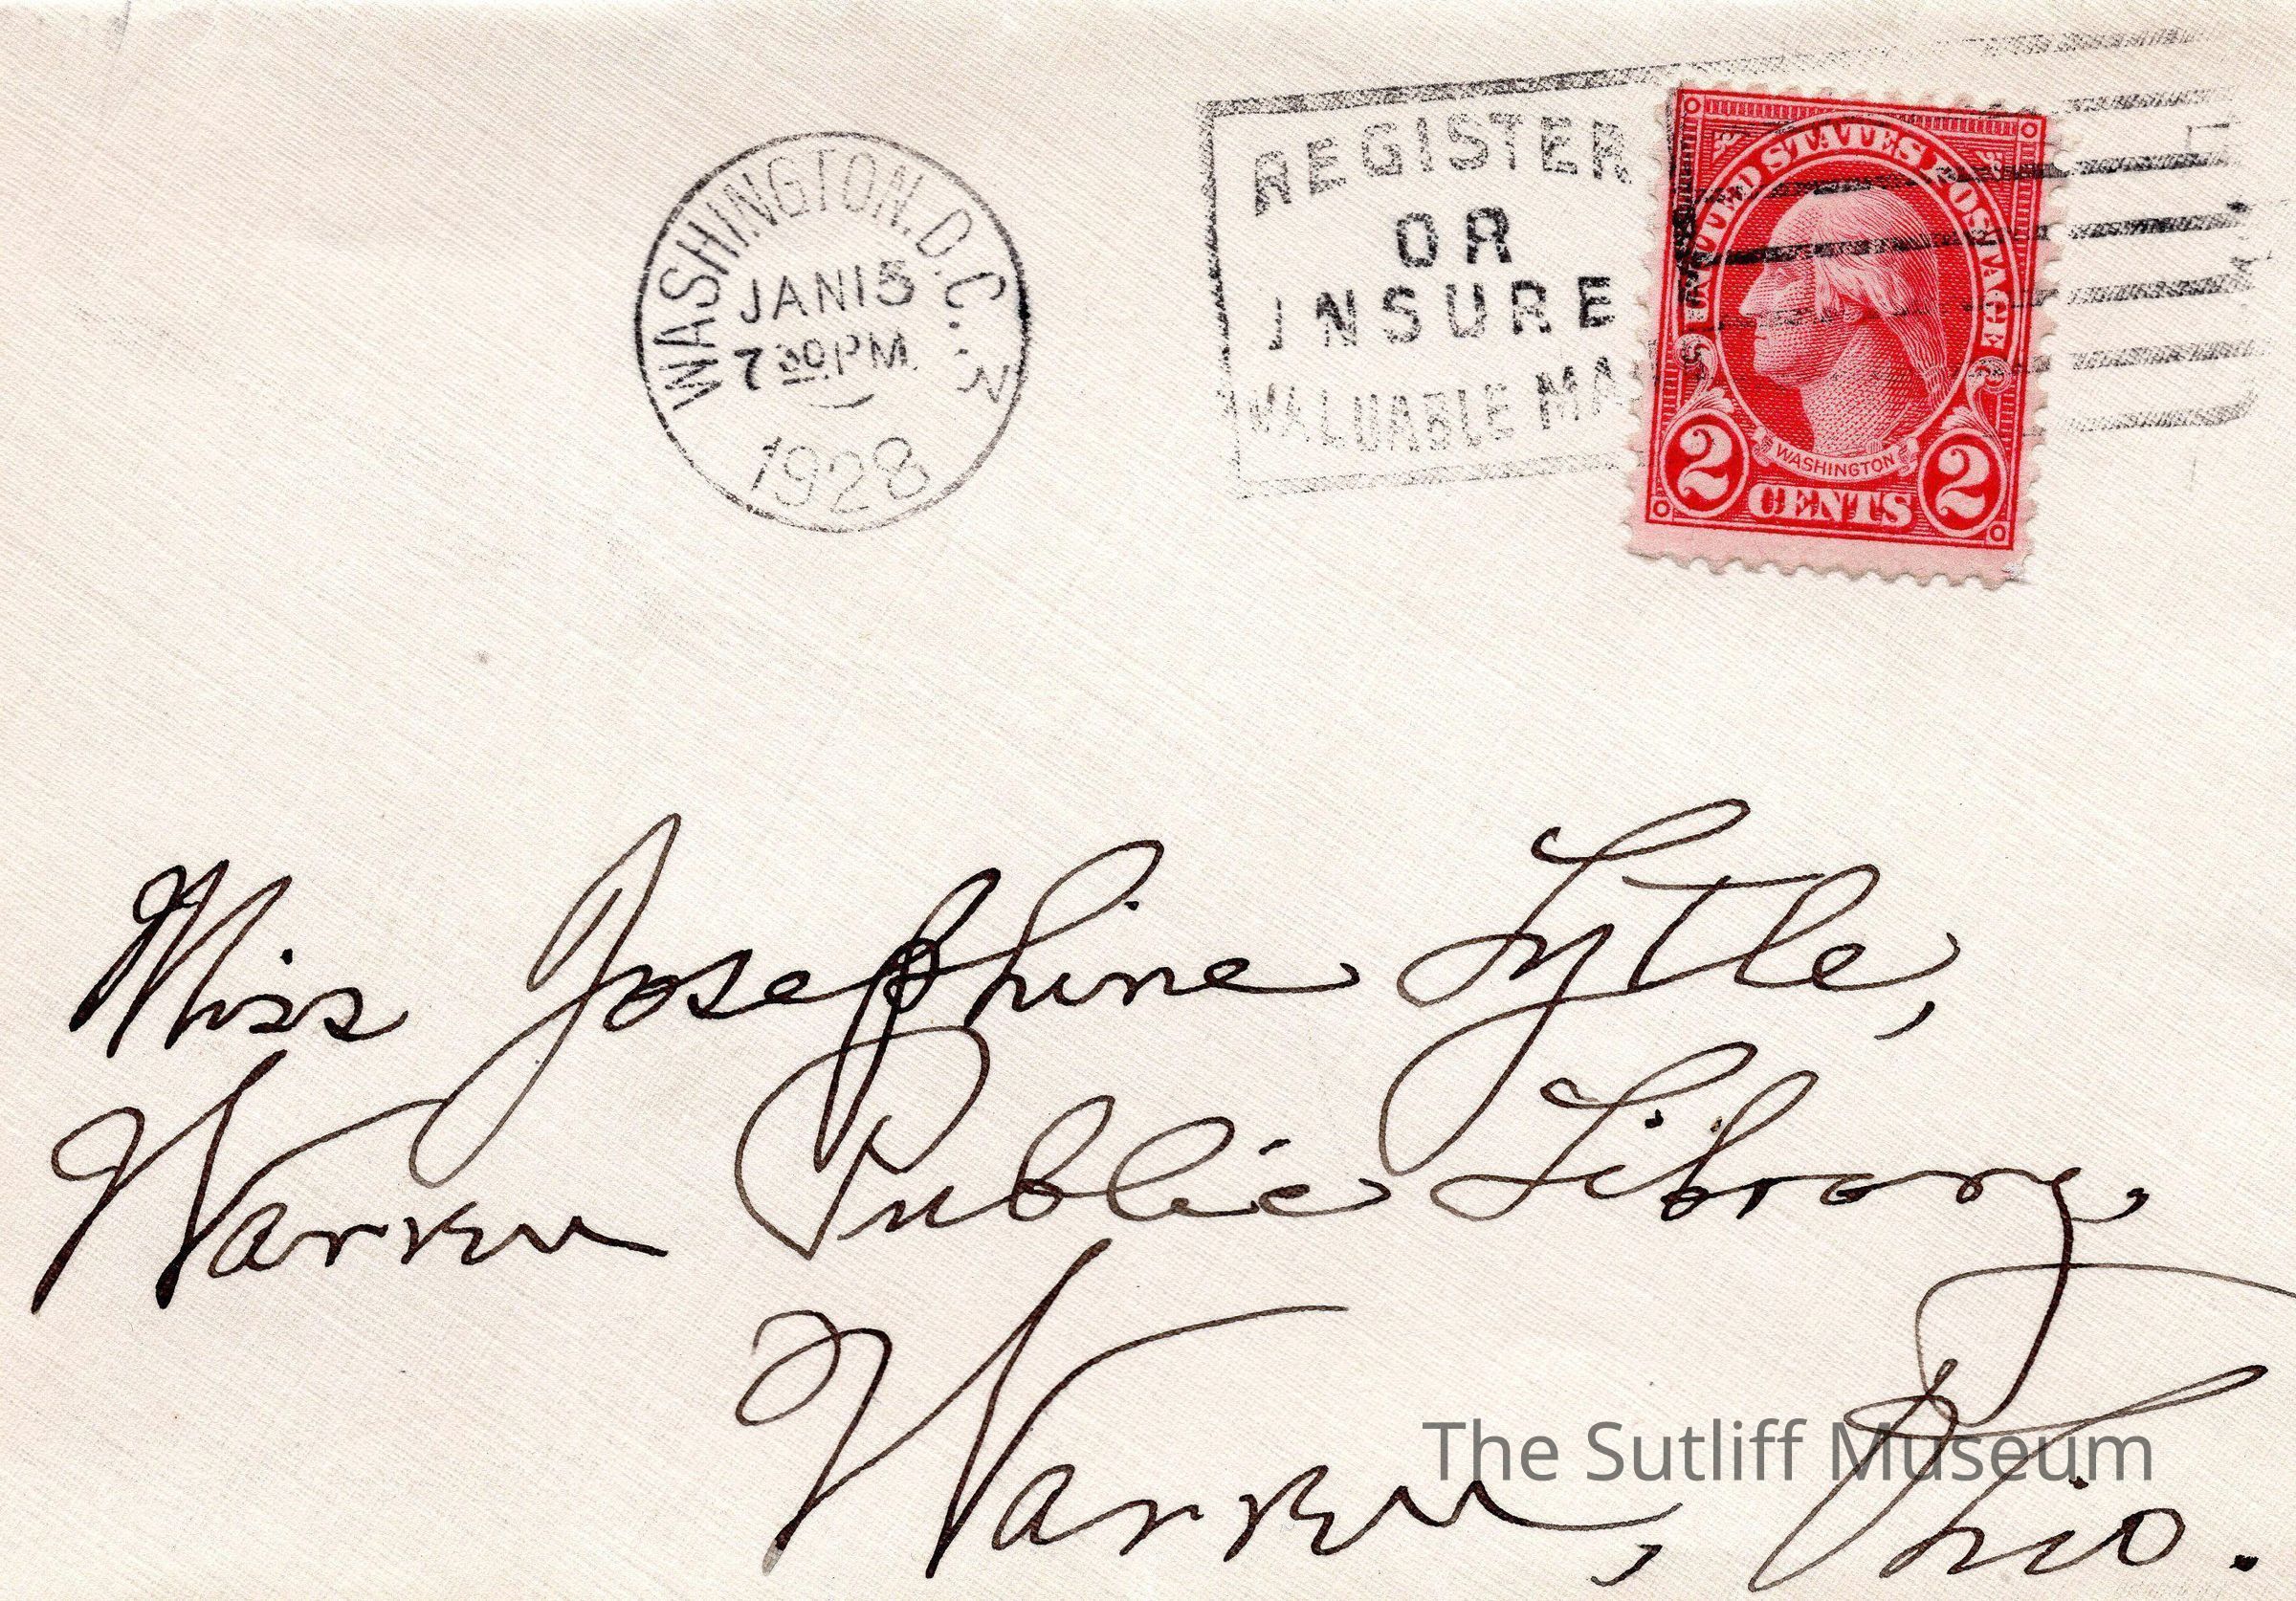 WASHINGTON, D.C.
JAN 15
7 30 PM
1928
REGISTER
OR
INSURE
VALUABLE MA
UNITED STATES POSTAGE
WASHINGTON
2 CENTS 2
Miss Josephine Lytle,
Warren Public Library,
Warren, Ohio.
The Sutliff Museum